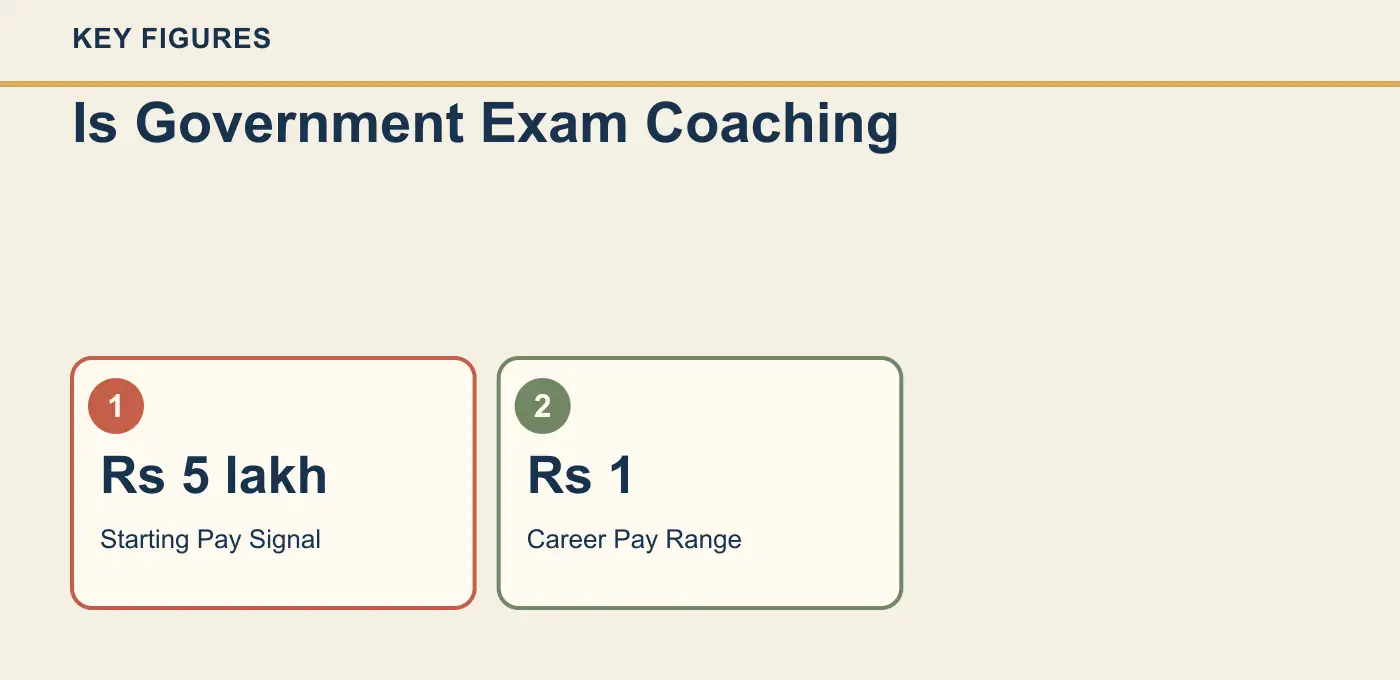 KEY FIGURES
Is Government Exam Coaching
1
Rs 5 lakh
Starting Pay Signal
2
Rs 1
Career Pay Range